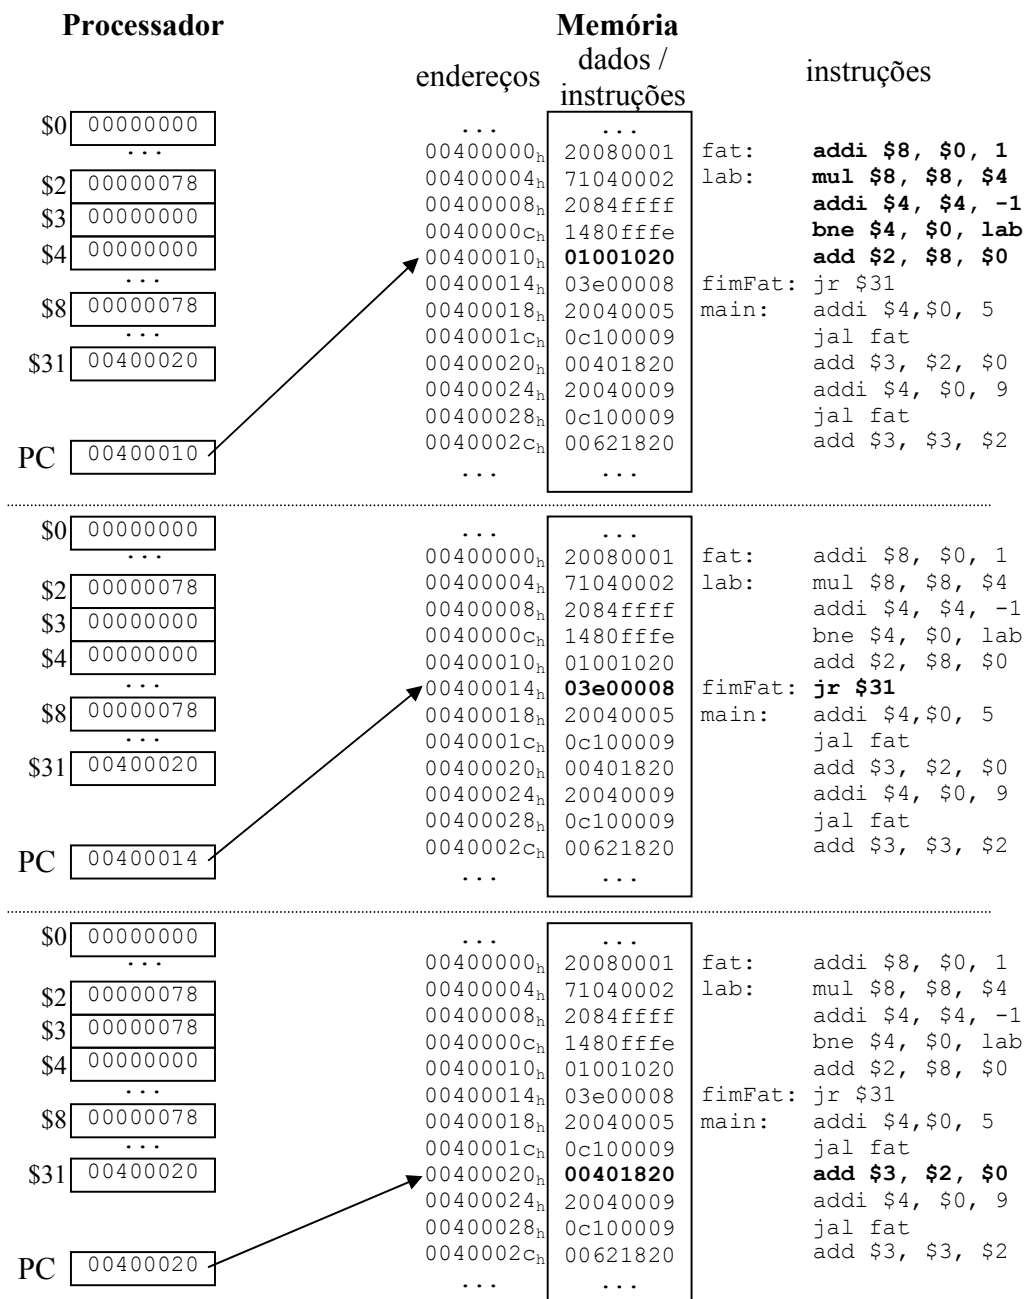 Processador Memória
endereços dados / instruções
instruções
$0 00000000 ... ...
... 00400000h 20080001 fat: addi $8, $0, 1
$2 00000078 00400004h 71040002 lab: mul $8, $8, $4
$3 00000000 00400008h 2084ffff addi $4, $4, -1
0040000ch 1480fffe bne $4, $0, lab
$4 00000000 00400010h 01001020 add $2, $8, $0
... 00400014h 03e00008 fimFat: jr $31
$8 00000078 00400018h 20040005 main: addi $4,$0, 5
... 0040001ch 0c100009 jal fat
$31 00400020 00400020h 00401820 add $3, $2, $0
00400024h 20040009 addi $4, $0, 9
00400028h 0c100009 jal fat
PC 00400010 0040002ch 00621820 add $3, $3, $2
... ...
$0 00000000 ... ...
... 00400000h 20080001 fat: addi $8, $0, 1
$2 00000078 00400004h 71040002 lab: mul $8, $8, $4
$3 00000000 00400008h 2084ffff addi $4, $4, -1
0040000ch 1480fffe bne $4, $0, lab
$4 00000000 00400010h 01001020 add $2, $8, $0
... 00400014h 03e00008 fimFat: jr $31
$8 00000078 00400018h 20040005 main: addi $4,$0, 5
... 0040001ch 0c100009 jal fat
$31 00400020 00400020h 00401820 add $3, $2, $0
00400024h 20040009 addi $4, $0, 9
00400028h 0c100009 jal fat
PC 00400014 0040002ch 00621820 add $3, $3, $2
... ...
$0 00000000 ... ...
... 00400000h 20080001 fat: addi $8, $0, 1
$2 00000078 00400004h 71040002 lab: mul $8, $8, $4
$3 00000078 00400008h 2084ffff addi $4, $4, -1
0040000ch 1480fffe bne $4, $0, lab
$4 00000000 00400010h 01001020 add $2, $8, $0
... 00400014h 03e00008 fimFat: jr $31
$8 00000078 00400018h 20040005 main: addi $4,$0, 5
... 0040001ch 0c100009 jal fat
$31 00400020 00400020h 00401820 add $3, $2, $0
00400024h 20040009 addi $4, $0, 9
00400028h 0c100009 jal fat
PC 00400020 0040002ch 00621820 add $3, $3, $2
... ...